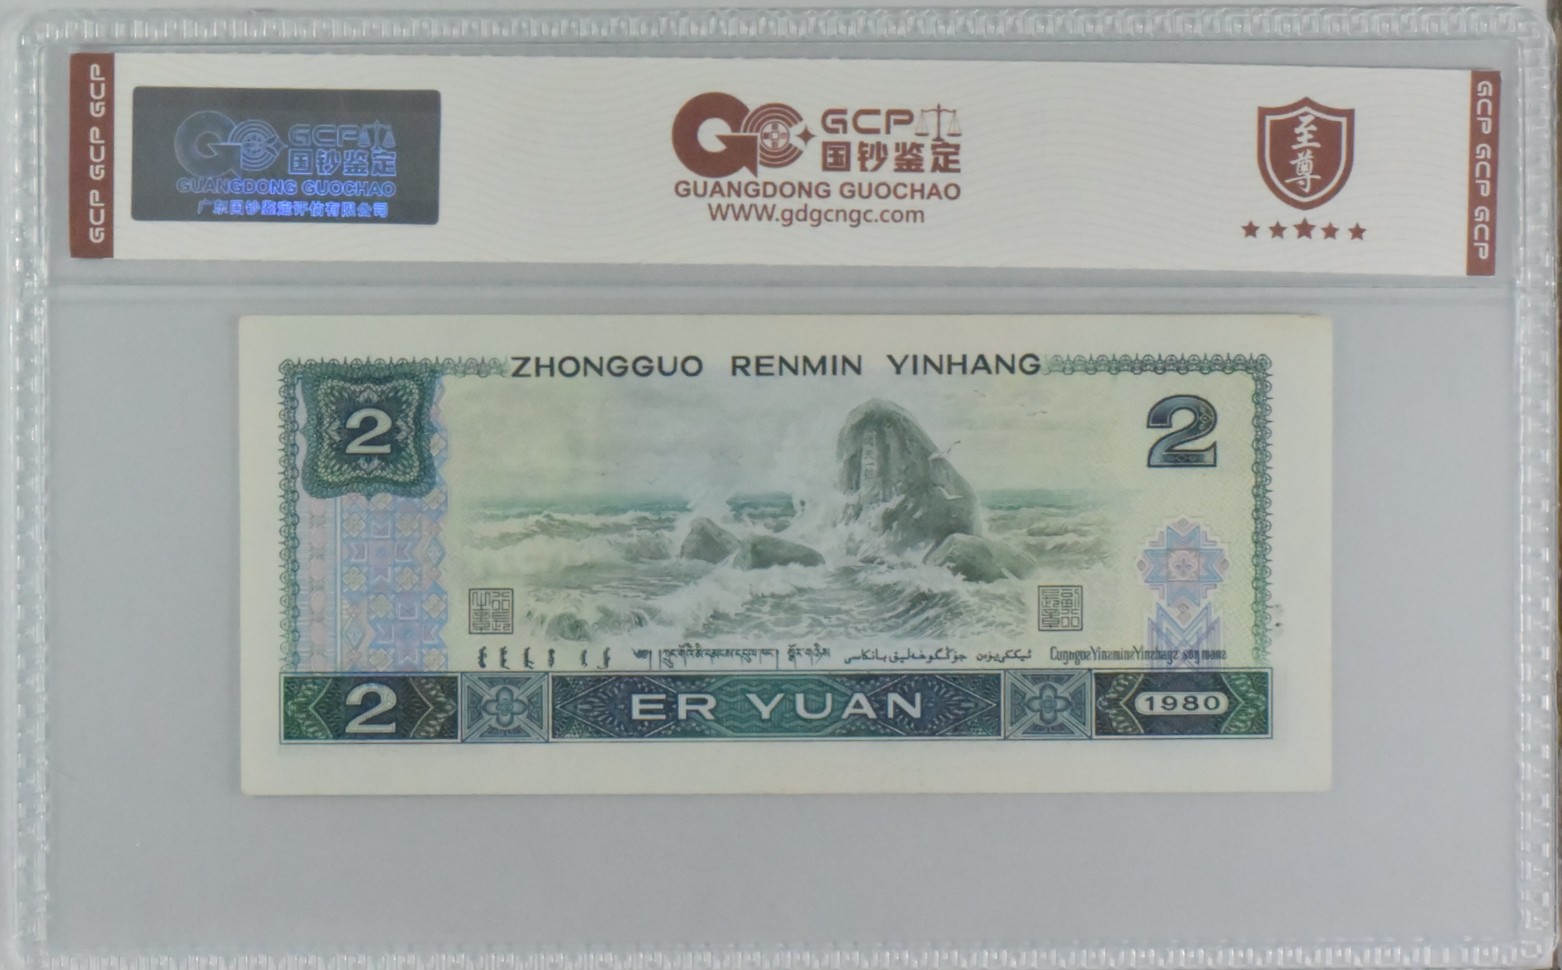 GCP GCP GCP
GCP
国钞鉴定
GUANGDONG GUOCHAO
广东国钞鉴定评估有限公司
GCP
国钞鉴定
GUANGDONG GUOCHAO
WWW.gdgcngc.com
至尊
GCP GCP GCP GCP
ZHONGGUO RENMIN YINHANG
2
2
2
ER YUAN
1980